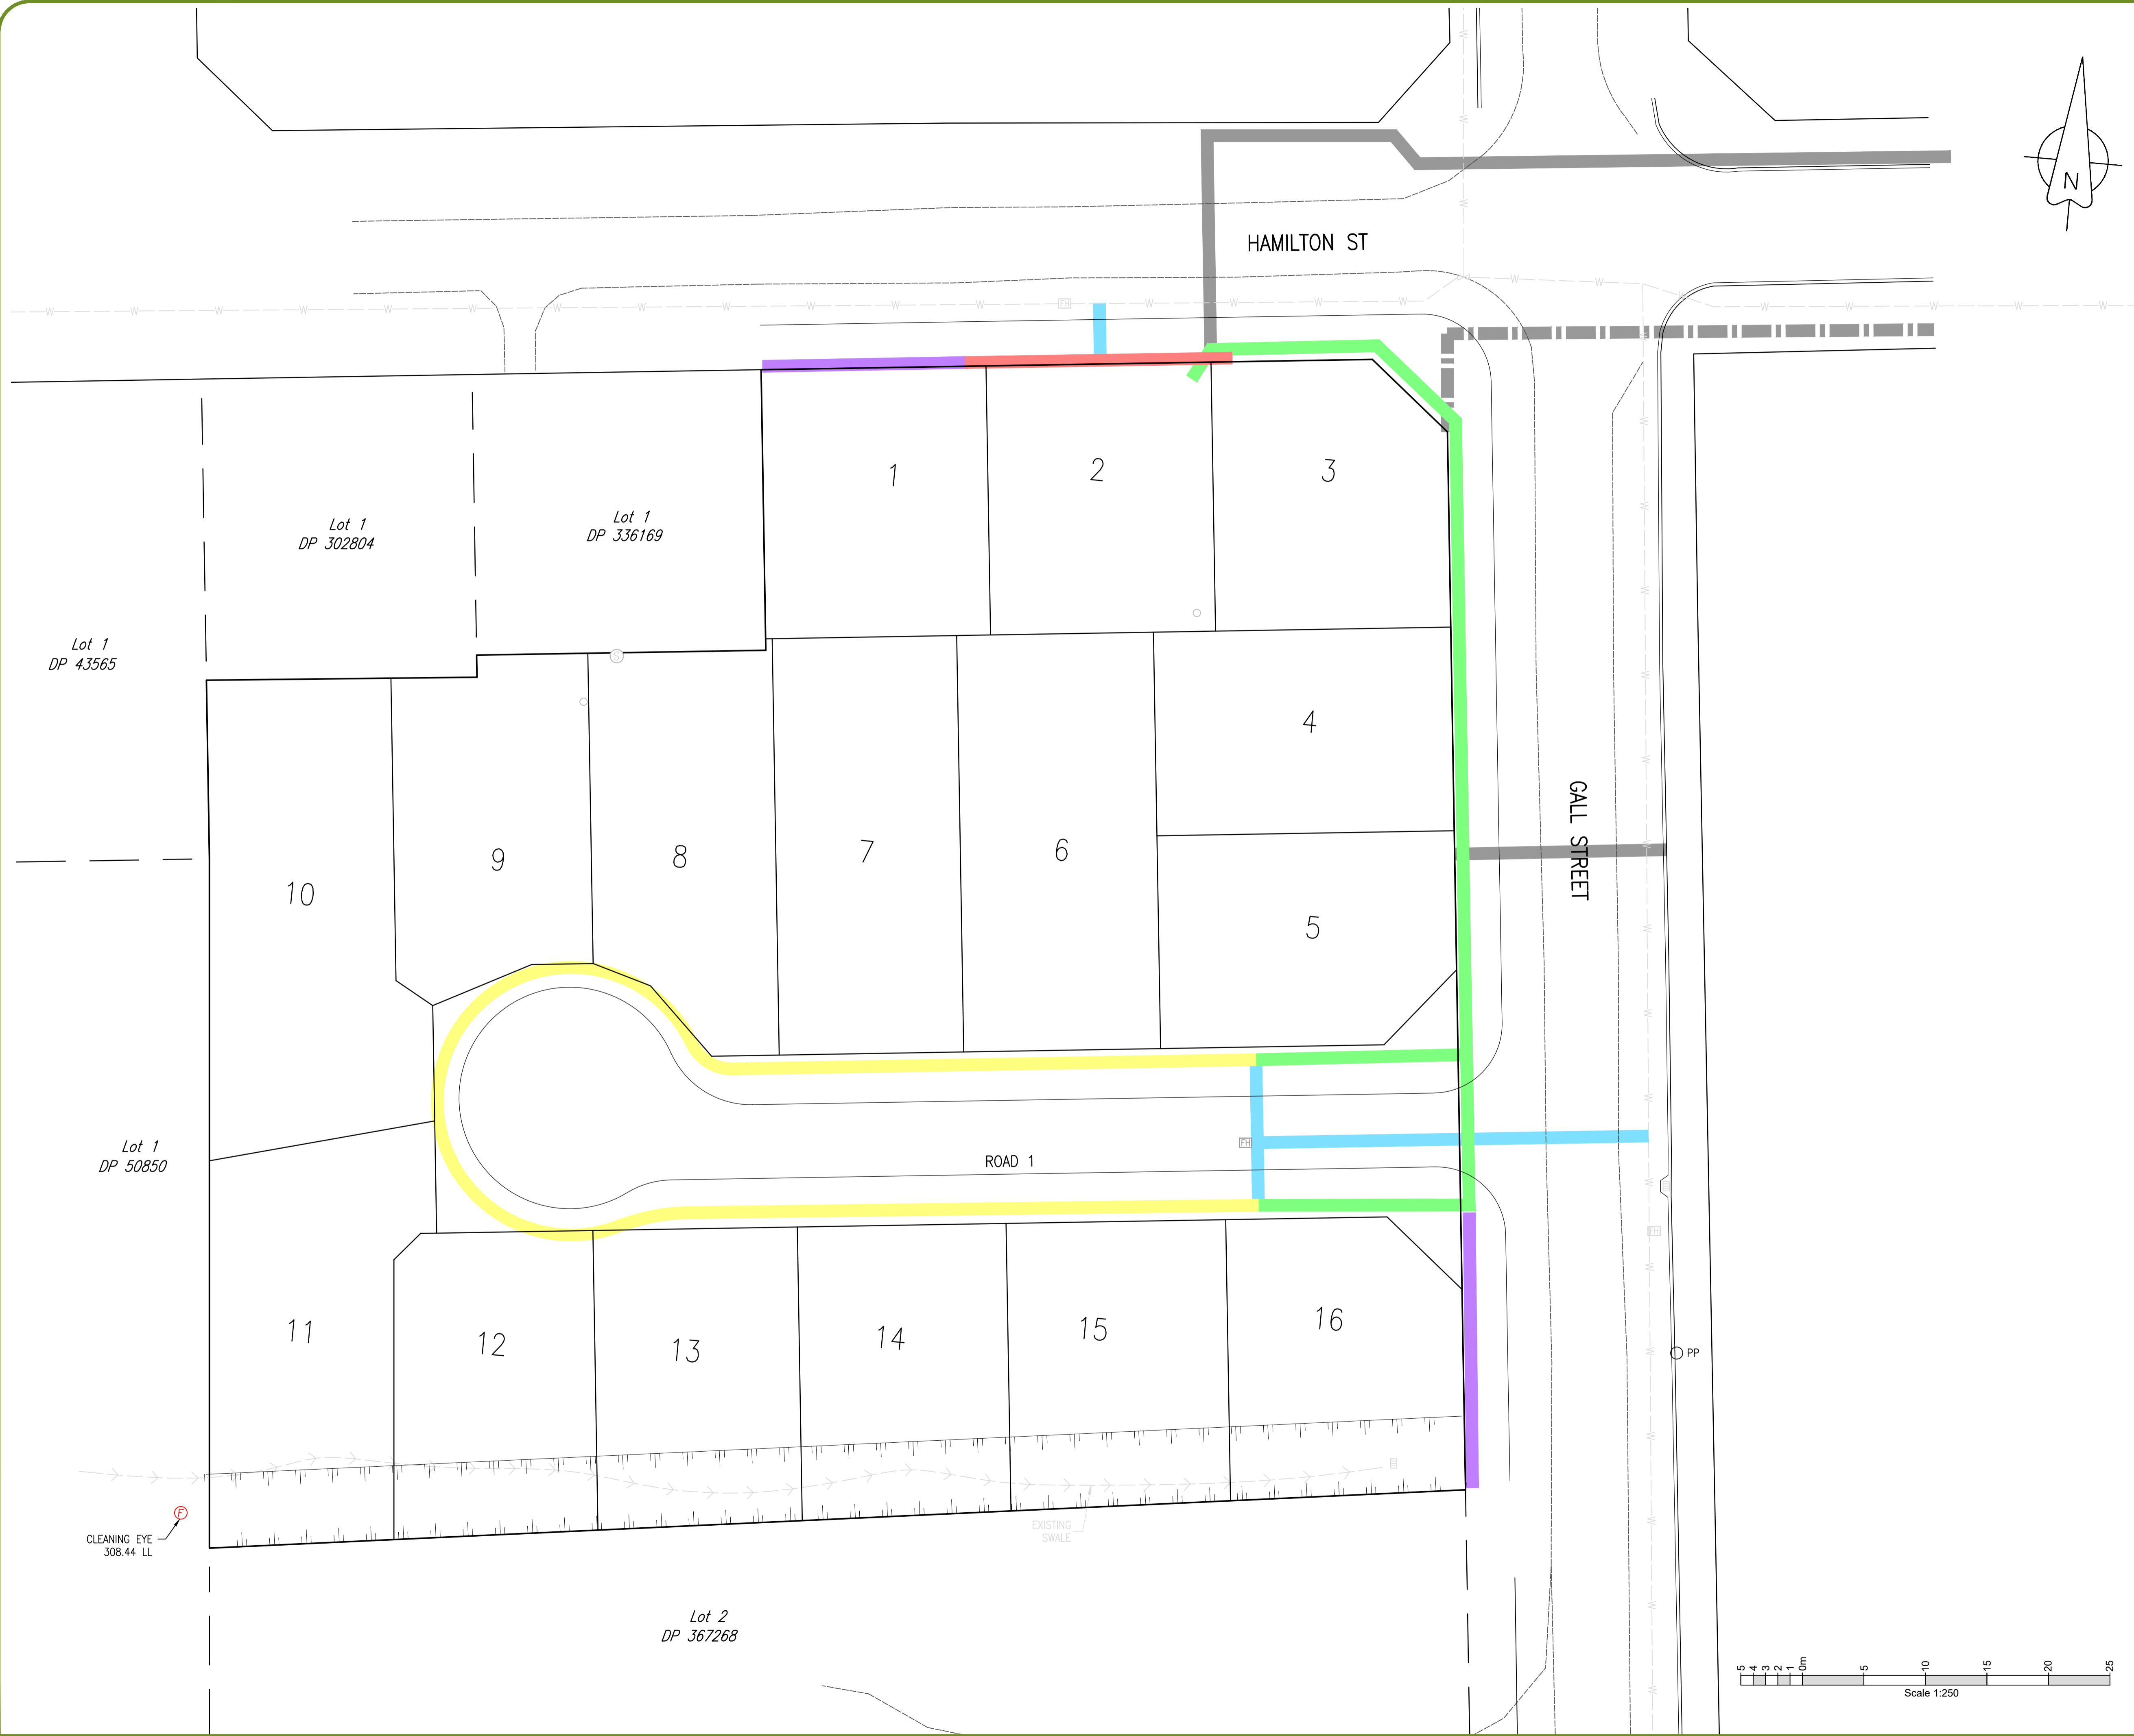 W
W
W
N
HAMILTON ST
W W W W W W W W W W W W FH W W W W W W W W W W W W
1
2
3
Lot 1
DP 302804
Lot 1
DP 336169
Lot 1
DP 43565
S
4
GALL STREET
10
9
8
7
6
5
Lot 1
DP 50850
FH
ROAD 1
FH
11
12
13
14
15
16
PP
F
CLEANING EYE
308.44 LL
EXISTING
SWALE
Lot 2
DP 367268
5 4 3 2 1 0m 5 10 15 20 25
Scale 1:250